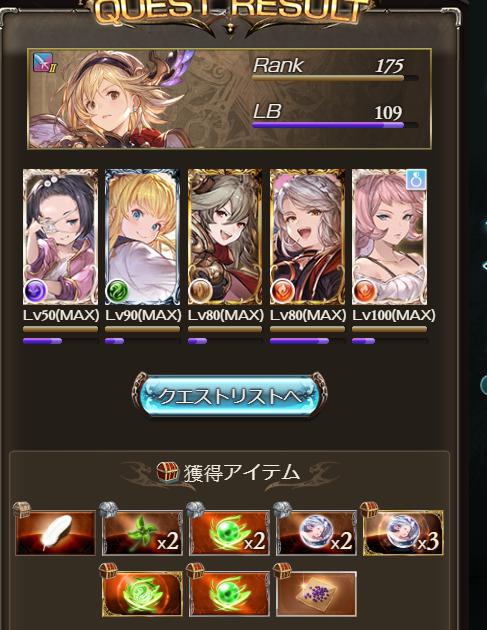 QUEST RESULT
Rank 175
II
LB 109
Lv50(MAX) Lv90(MAX) Lv80(MAX) Lv80(MAX) Lv100(MAX)
クエストリストへ
獲得アイテム
x2 x2 x2 x3